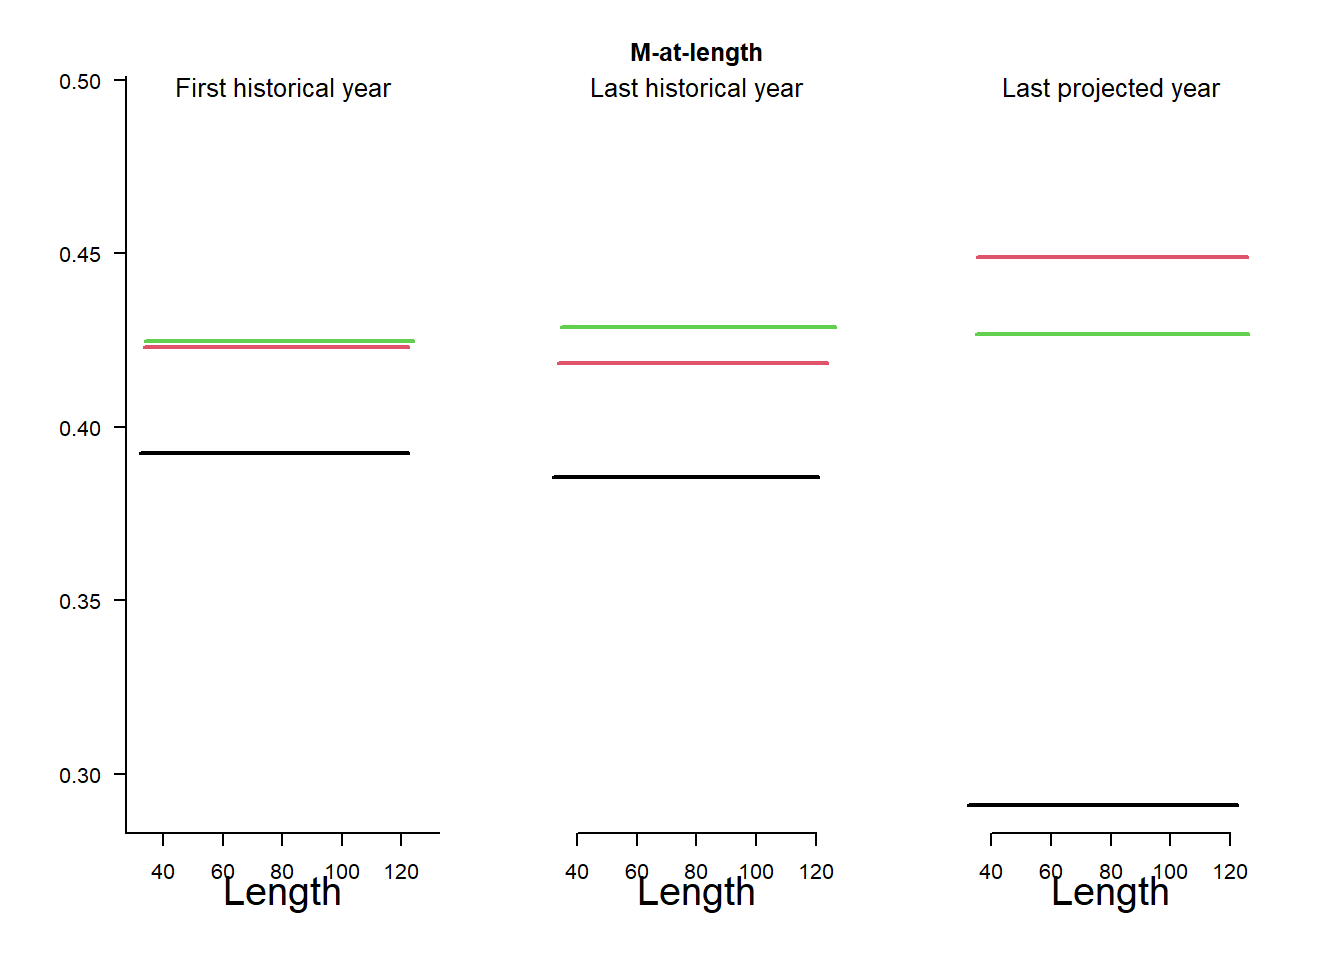 M-at-length
First historical year
Last historical year
Last projected year
0.50
0.45
0.40
0.35
0.30
40 60 80 100 120
40 60 80 100 120
40 60 80 100 120
Length
Length
Length